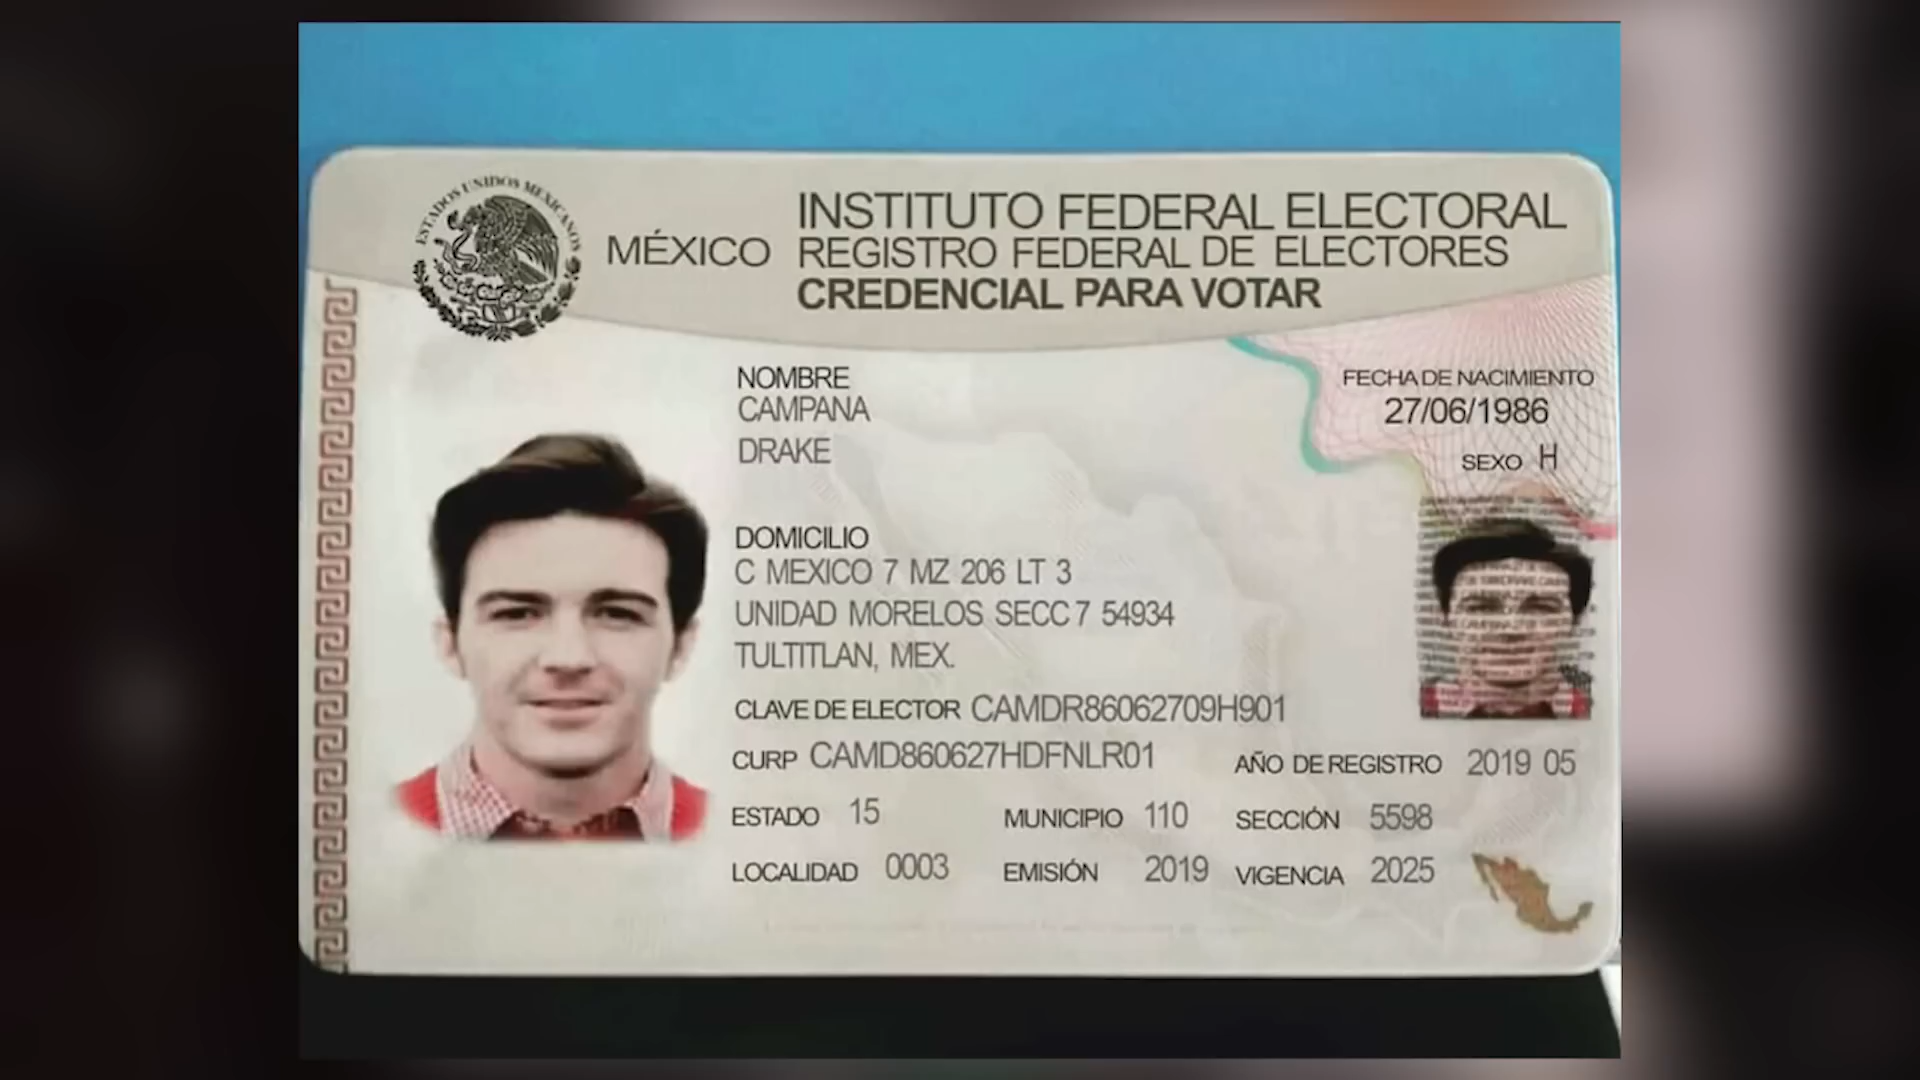 ESTADOS UNIDOS MEXICANOS
MÉXICO
INSTITUTO FEDERAL ELECTORAL
REGISTRO FEDERAL DE ELECTORES
CREDENCIAL PARA VOTAR
NOMBRE
CAMPANA
DRAKE
FECHA DE NACIMIENTO
27/06/1986
SEXO H
DOMICILIO
C MEXICO 7 MZ 206 LT 3
UNIDAD MORELOS SECC 7 54934
TULTITLAN, MEX.
CLAVE DE ELECTOR CAMDR86062709H901
CURP CAMD860627HDFNLR01
AÑO DE REGISTRO 2019 05
ESTADO 15
MUNICIPIO 110
SECCIÓN 5598
LOCALIDAD 0003
EMISIÓN 2019
VIGENCIA 2025